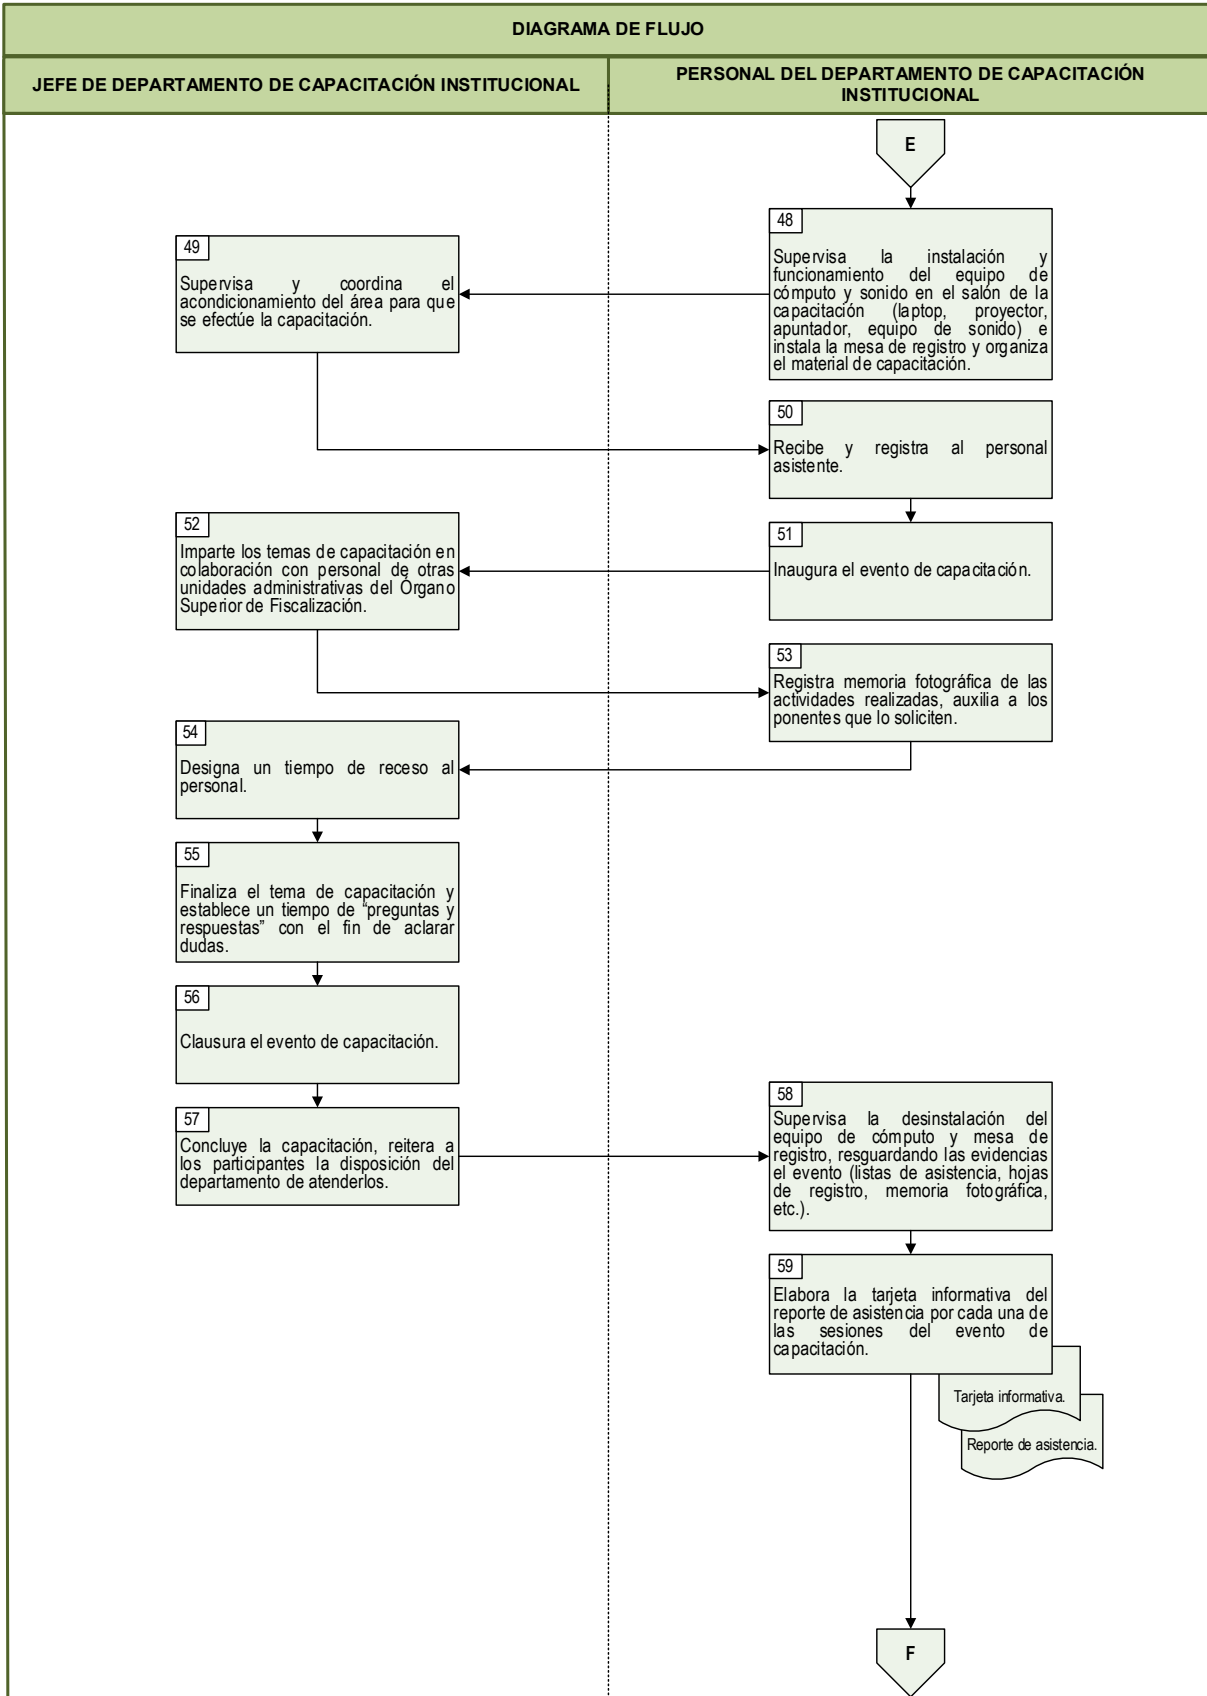 DIAGRAMA DE FLUJO
JEFE DE DEPARTAMENTO DE CAPACITACIÓN INSTITUCIONAL
PERSONAL DEL DEPARTAMENTO DE CAPACITACIÓN
INSTITUCIONAL
E
48
Supervisa la instalación y
funcionamiento del equipo de
cómputo y sonido en el salón de la
capacitación (laptop, proyector,
apuntador, equipo de sonido) e
instala la mesa de registro y organiza
el material de capacitación.
49
Supervisa y coordina el
acondicionamiento del área para que
se efectúe la capacitación.
50
Recibe y registra al personal
asistente.
51
Inaugura el evento de capacitación.
52
Imparte los temas de capacitación en
colaboración con personal de otras
unidades administrativas del Órgano
Superior de Fiscalización.
53
Registra memoria fotográfica de las
actividades realizadas, auxilia a los
ponentes que lo soliciten.
54
Designa un tiempo de receso al
personal.
55
Finaliza el tema de capacitación y
establece un tiempo de “preguntas y
respuestas” con el fin de aclarar
dudas.
56
Clausura el evento de capacitación.
57
Concluye la capacitación, reitera a
los participantes la disposición del
departamento de atenderlos.
58
Supervisa la desinstalación del
equipo de cómputo y mesa de
registro, resguardando las evidencias
el evento (listas de asistencia, hojas
de registro, memoria fotográfica,
etc.).
59
Elabora la tarjeta informativa del
reporte de asistencia por cada una de
las sesiones del evento de
capacitación.
Tarjeta informativa.
Reporte de asistencia.
F